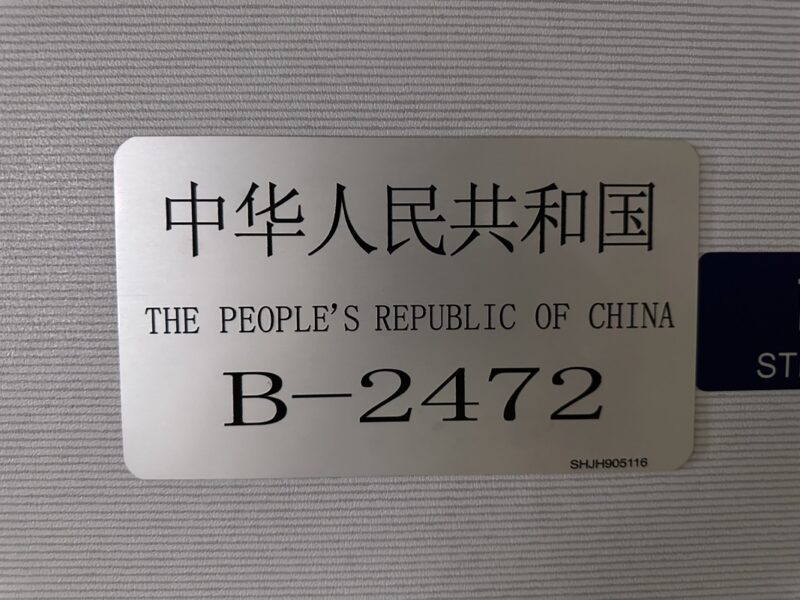 中华人民共和国
THE PEOPLE'S REPUBLIC OF CHINA
B-2472
SHJH905116